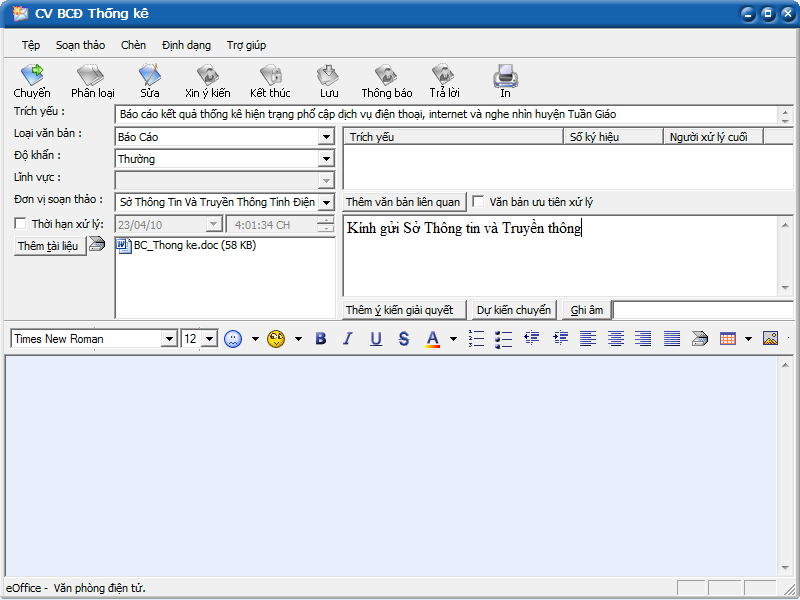 CV BCĐ Thống kê
Tệp Soạn thảo Chèn Định dạng Trợ giúp
Chuyển Phân loại Sửa Xin ý kiến Kết thúc Lưu Thông báo Trả lời In
Trích yếu : Báo cáo kết quả thống kê hiện trạng phổ cập dịch vụ điện thoại, internet và nghe nhìn huyện Tuần Giáo
Loại văn bản : Báo Cáo
Trích yếu Số ký hiệu Người xử lý cuối
Độ khẩn : Thường
Lĩnh vực :
Đơn vị soạn thảo : Sở Thông Tin Và Truyền Thông Tỉnh Điện
Thêm văn bản liên quan Văn bản ưu tiên xử lý
Thời hạn xử lý: 23/04/10 4:01:34 CH
Kính gửi Sở Thông tin và Truyền thông
Thêm tài liệu BC_Thong ke.doc (58 KB)
Thêm ý kiến giải quyết Dự kiến chuyển Ghi âm
Times New Roman 12 B I U S A
eOffice - Văn phòng điện tử.